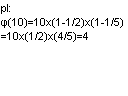 pl:
φ(10)=10x(1-1/2)x(1-1/5)
=10x(1/2)x(4/5)=4